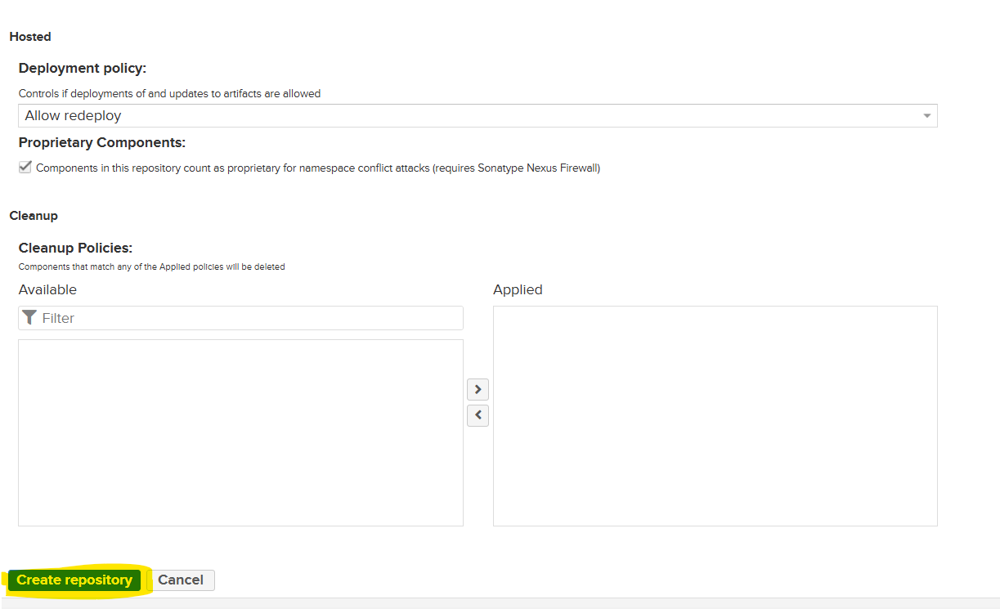 Hosted
Deployment policy:
Controls if deployments of and updates to artifacts are allowed
Allow redeploy
Proprietary Components:
Components in this repository count as proprietary for namespace conflict attacks (requires Sonatype Nexus Firewall)
Cleanup
Cleanup Policies:
Components that match any of the Applied policies will be deleted
Available
Applied
Filter
Create repository
Cancel